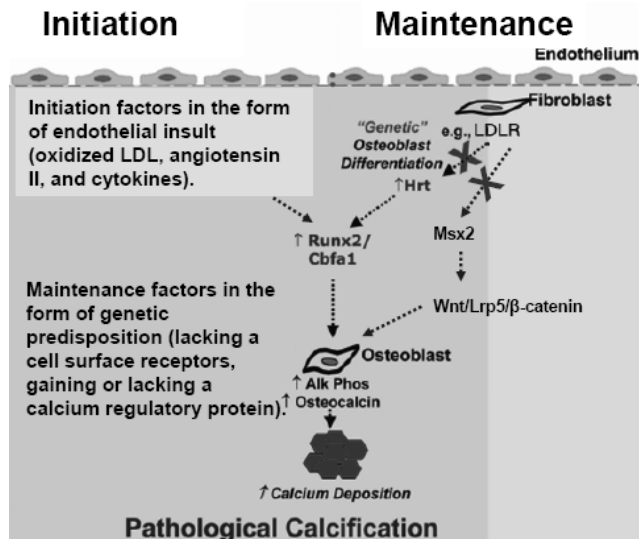 Initiation
Maintenance
Endothelium
Initiation factors in the form
of endothelial insult
(oxidized LDL, angiotensin
II, and cytokines).
Fibroblast
e.g., LDLR
"Genetic"
Osteoblast
Differentiation
↑Hrt
↑ Runx2/
Cbfa1
Msx2
Wnt/Lrp5/β-catenin
Maintenance factors in the
form of genetic
predisposition (lacking a
cell surface receptors,
gaining or lacking a
calcium regulatory protein).
Osteoblast
↑ Alk Phos
↑ Osteocalcin
↑ Calcium Deposition
Pathological Calcification